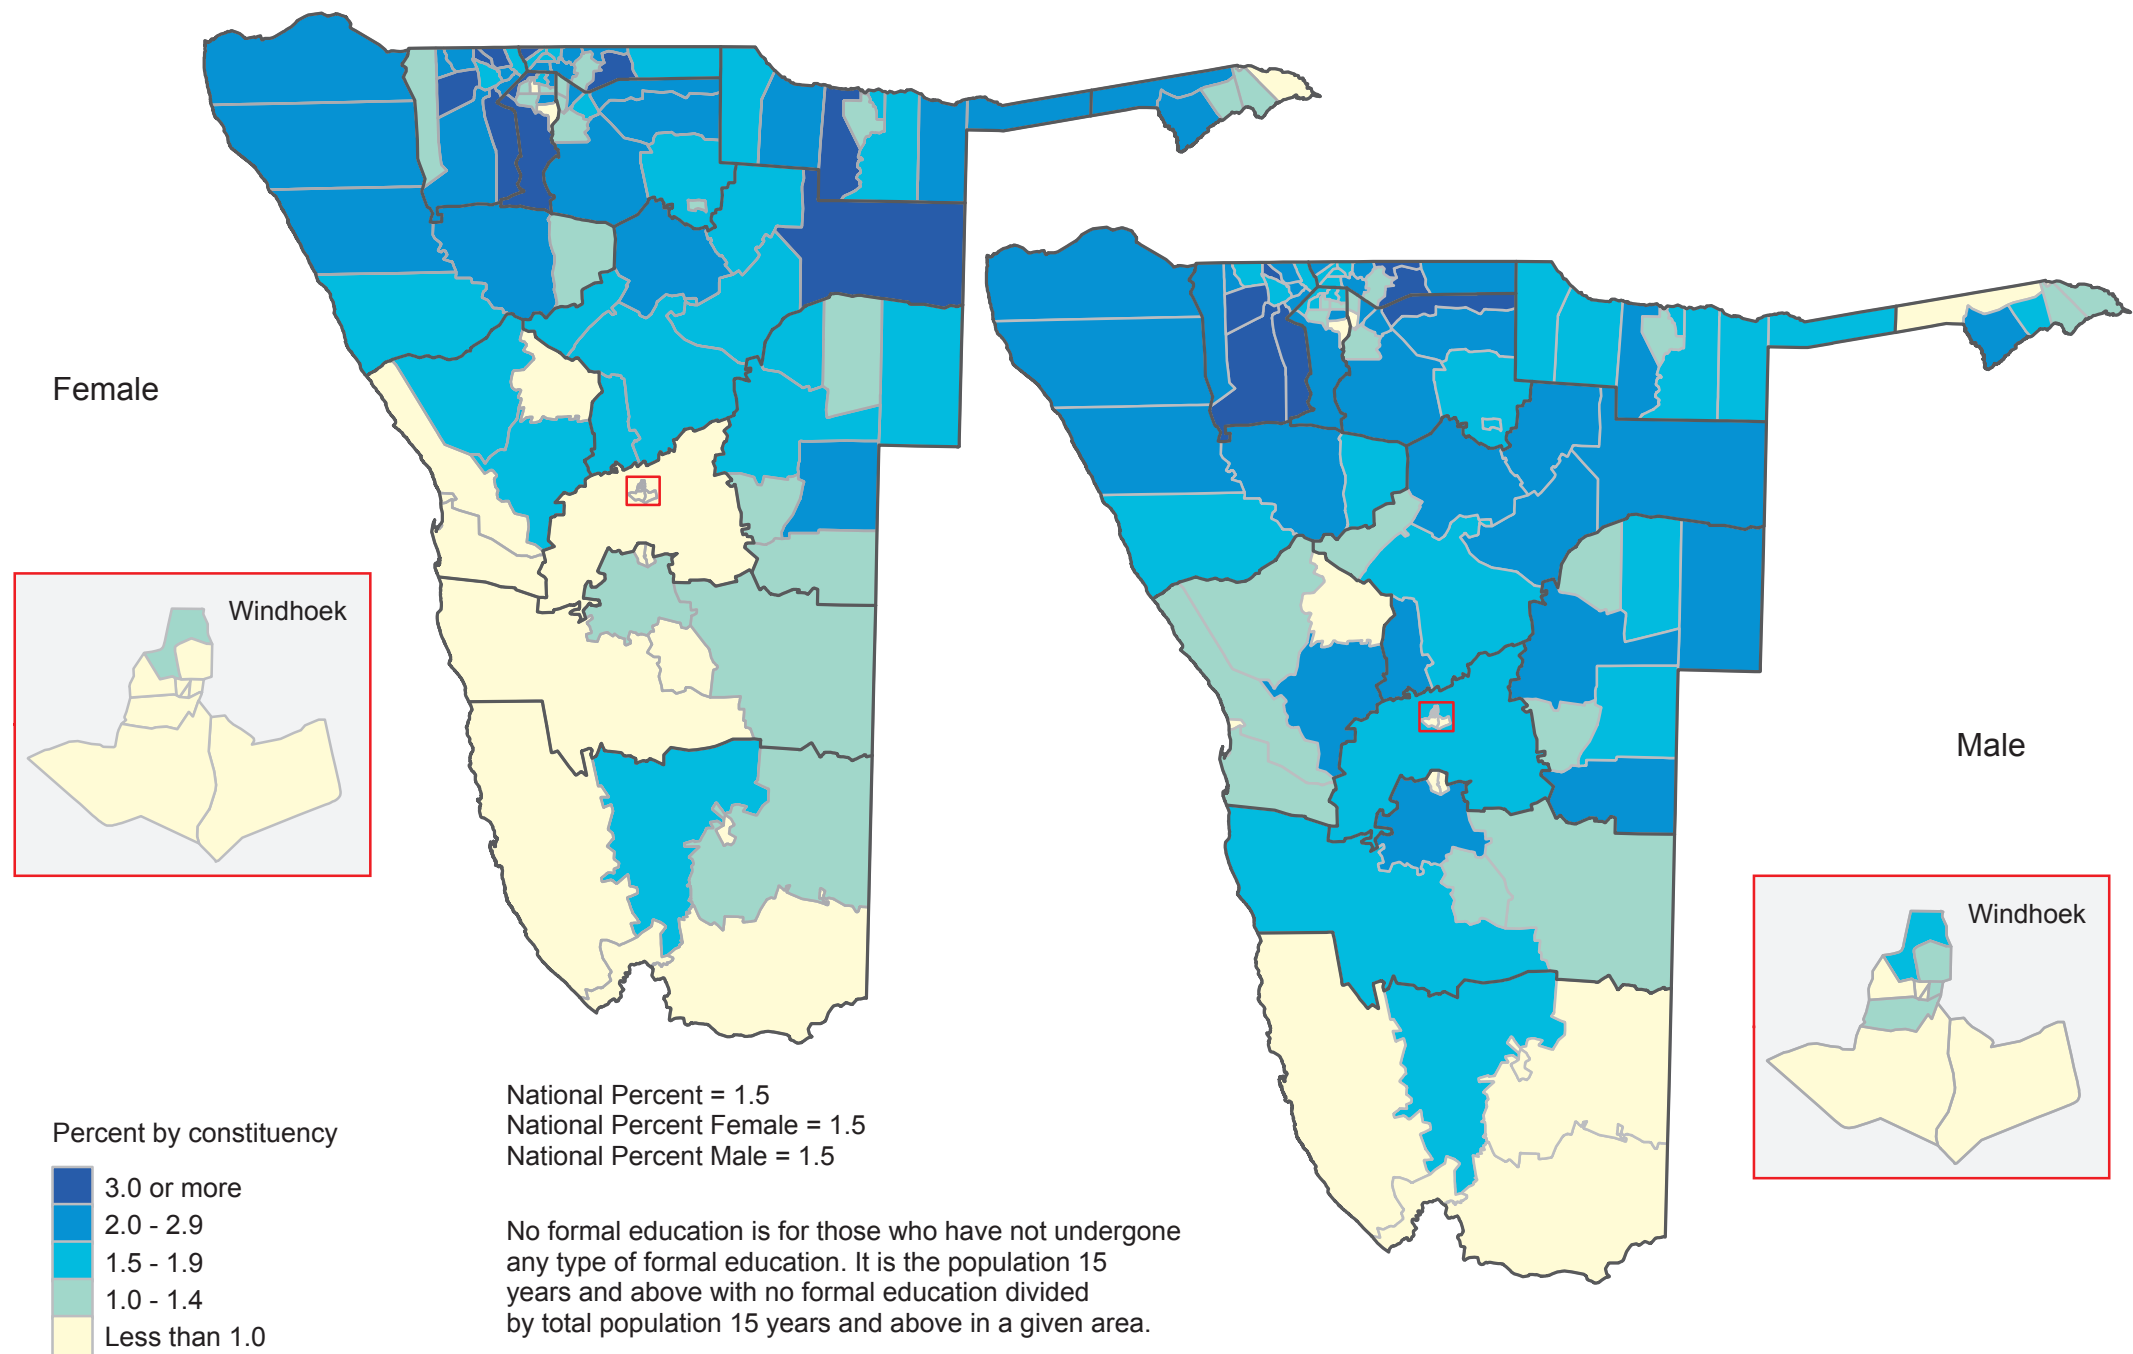 Female
Windhoek
Male
Windhoek
National Percent = 1.5
National Percent Female = 1.5
National Percent Male = 1.5
Percent by constituency
3.0 or more
2.0 - 2.9
1.5 - 1.9
1.0 - 1.4
Less than 1.0
No formal education is for those who have not undergone
any type of formal education. It is the population 15
years and above with no formal education divided
by total population 15 years and above in a given area.